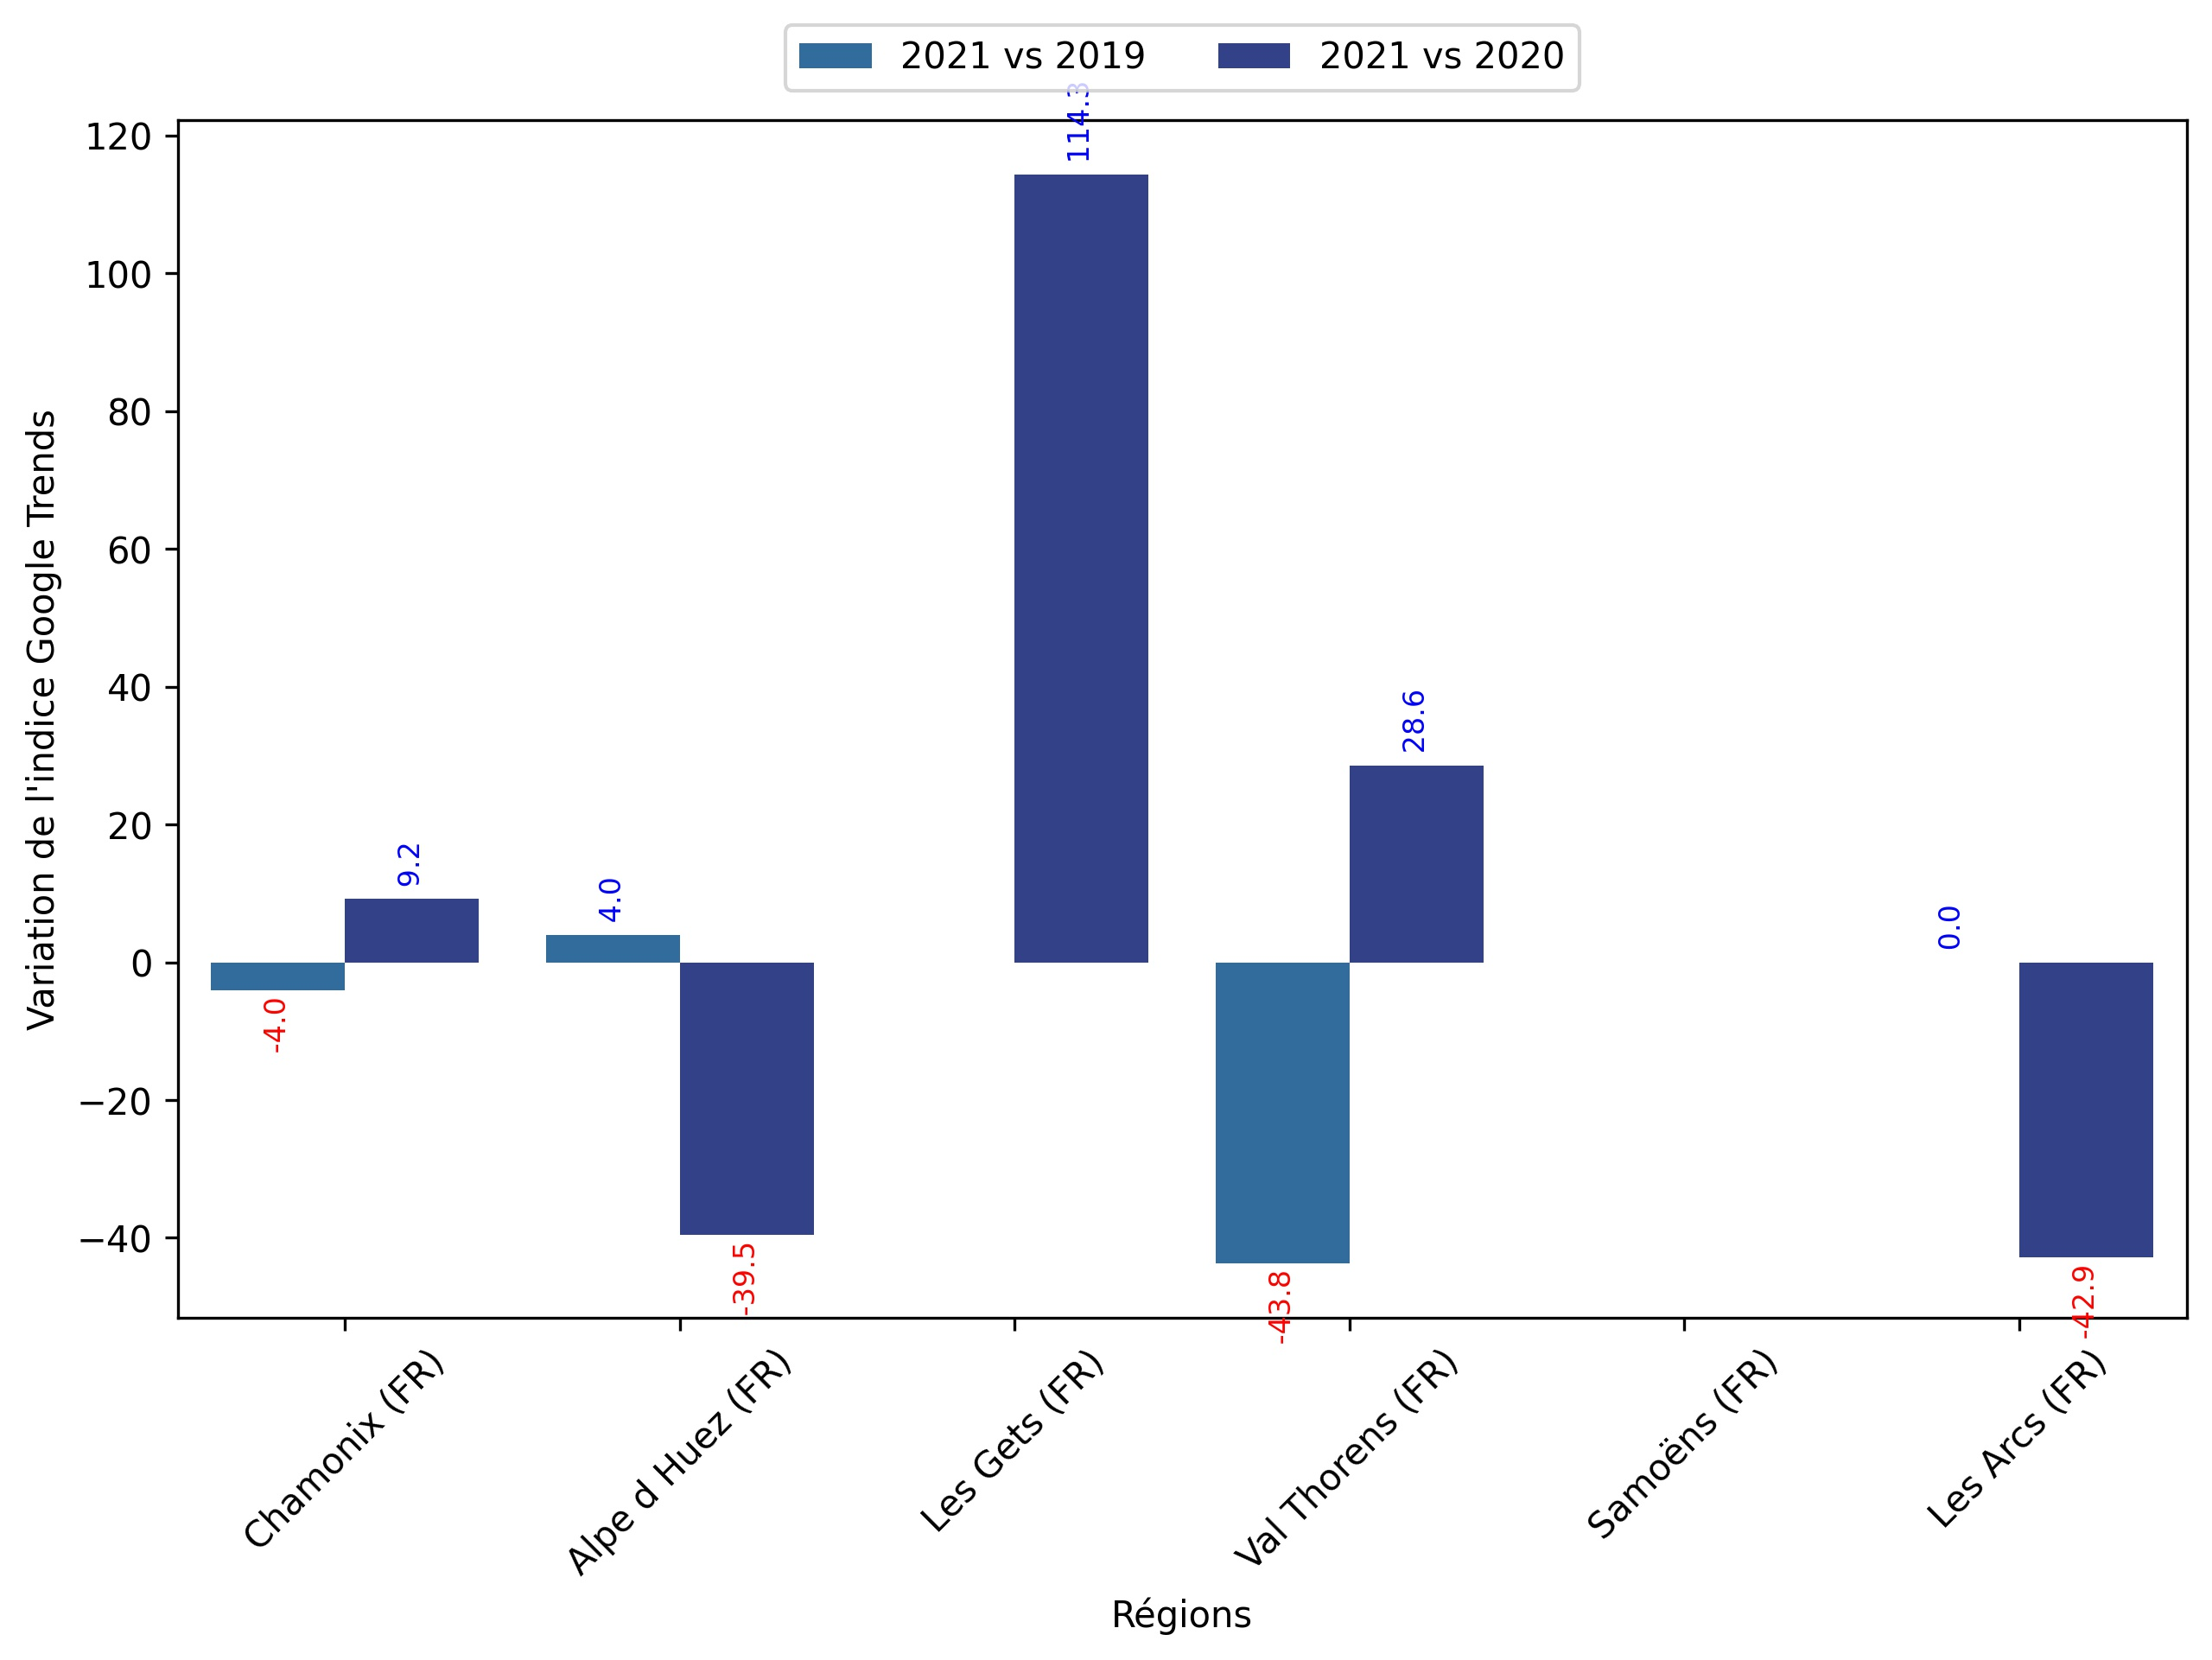 2021 vs 2019
2021 vs 2020
Variation de l'indice Google Trends
120
100
80
60
40
20
0
−20
−40
-4.0
9.2
4.0
-39.5
114.3
-43.8
28.6
0.0
-42.9
Chamonix (FR)
Alpe d Huez (FR)
Les Gets (FR)
Val Thorens (FR)
Samoëns (FR)
Les Arcs (FR)
Régions